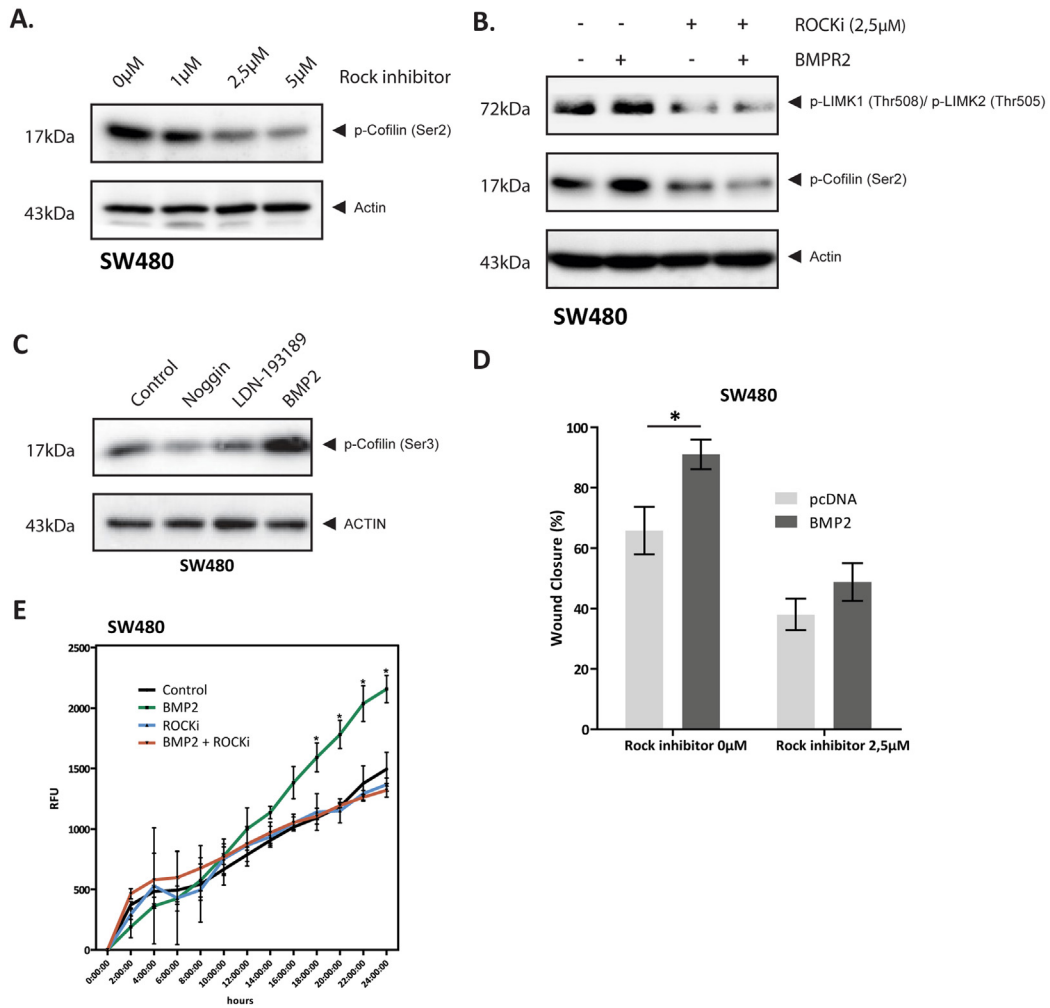 A.
0µM 1µM 2,5µM 5µM Rock inhibitor
17kDa p-Cofilin (Ser2)
43kDa Actin
SW480
B.
- - + + ROCKi (2,5µM)
- + - + BMPR2
72kDa p-LIMK1 (Thr508)/ p-LIMK2 (Thr505)
17kDa p-Cofilin (Ser2)
43kDa Actin
SW480
C
Control Noggin LDN-193189 BMP2
17kDa p-Cofilin (Ser3)
43kDa ACTIN
SW480
D
SW480
Wound Closure (%)
100
80
60
40
20
0
*
pcDNA
BMP2
Rock inhibitor 0µM Rock inhibitor 2,5µM
E
SW480
RFU
2500
2000
1500
1000
500
0
Control
BMP2
ROCKi
BMP2 + ROCKi
* * * *
0:00:00 2:00:00 4:00:00 6:00:00 8:00:00 10:00:00 12:00:00 14:00:00 16:00:00 18:00:00 20:00:00 22:00:00 24:00:00
hours